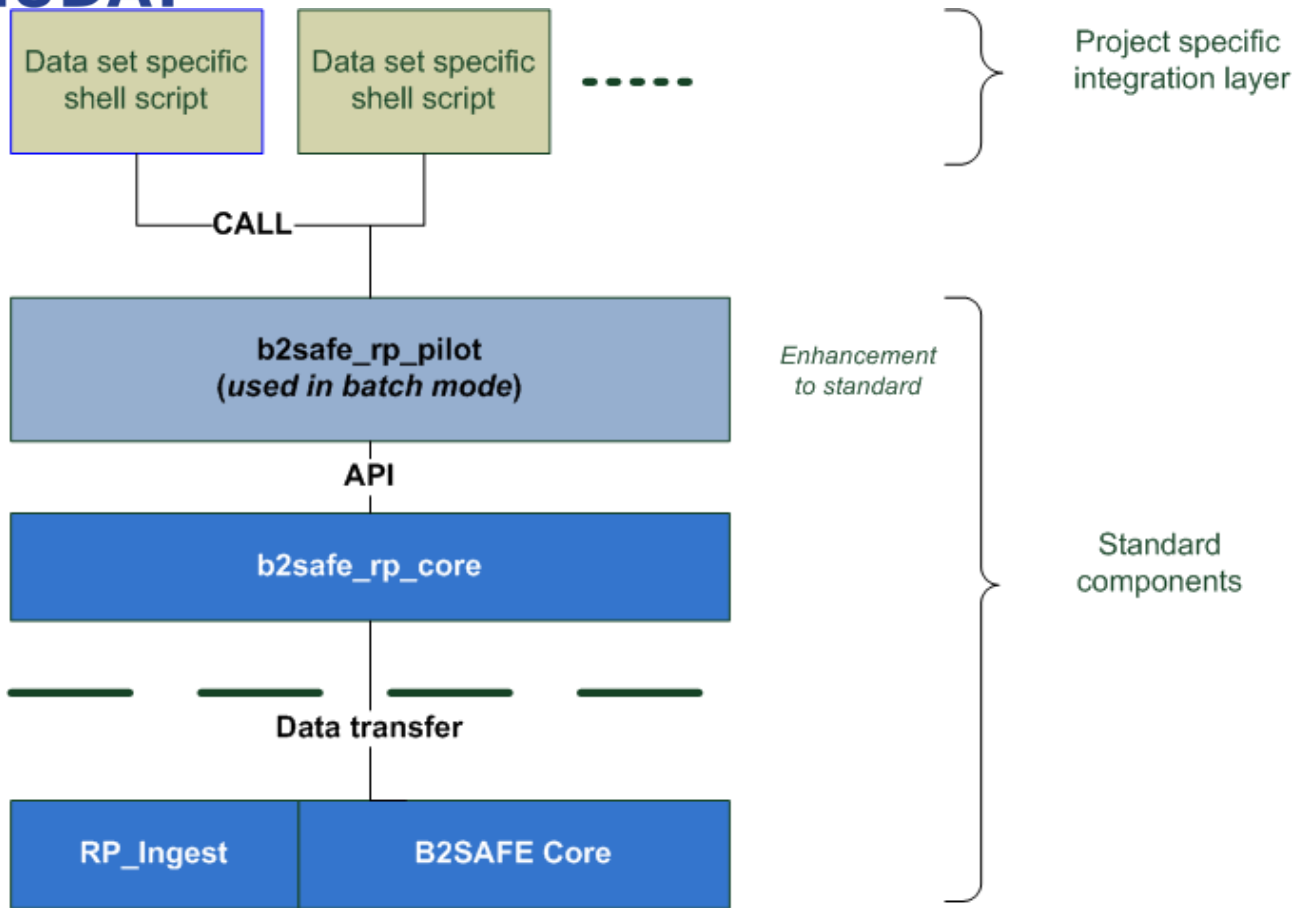 Data set specific
shell script
Data set specific
shell script
Project specific
integration layer
CALL
b2safe_rp_pilot
(used in batch mode)
Enhancement
to standard
API
b2safe_rp_core
Standard
components
Data transfer
RP_Ingest
B2SAFE Core